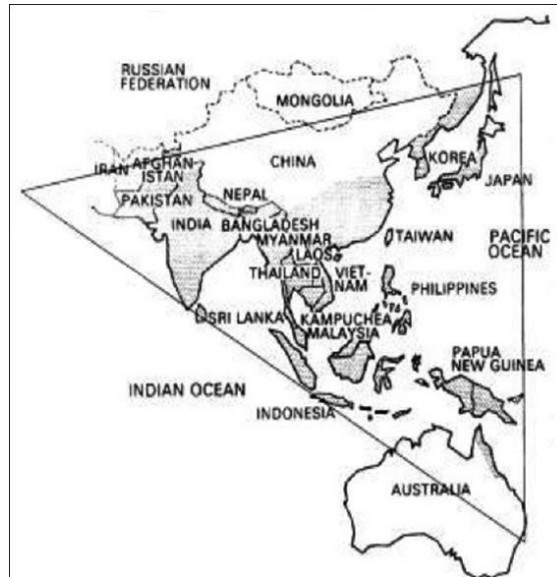 RUSSIAN
FEDERATION
MONGOLIA
IRAN
AFGHAN
ISTAN
CHINA
KOREA
JAPAN
PAKISTAN
NEPAL
INDIA
BANGLADESH
MYANMAR
LAOS
TAIWAN
PACIFIC
OCEAN
THAILAND
VIET-
NAM
PHILIPPINES
SRI LANKA
KAMPUCHEA
MALAYSIA
PAPUA
NEW GUINEA
INDIAN OCEAN
INDONESIA
AUSTRALIA